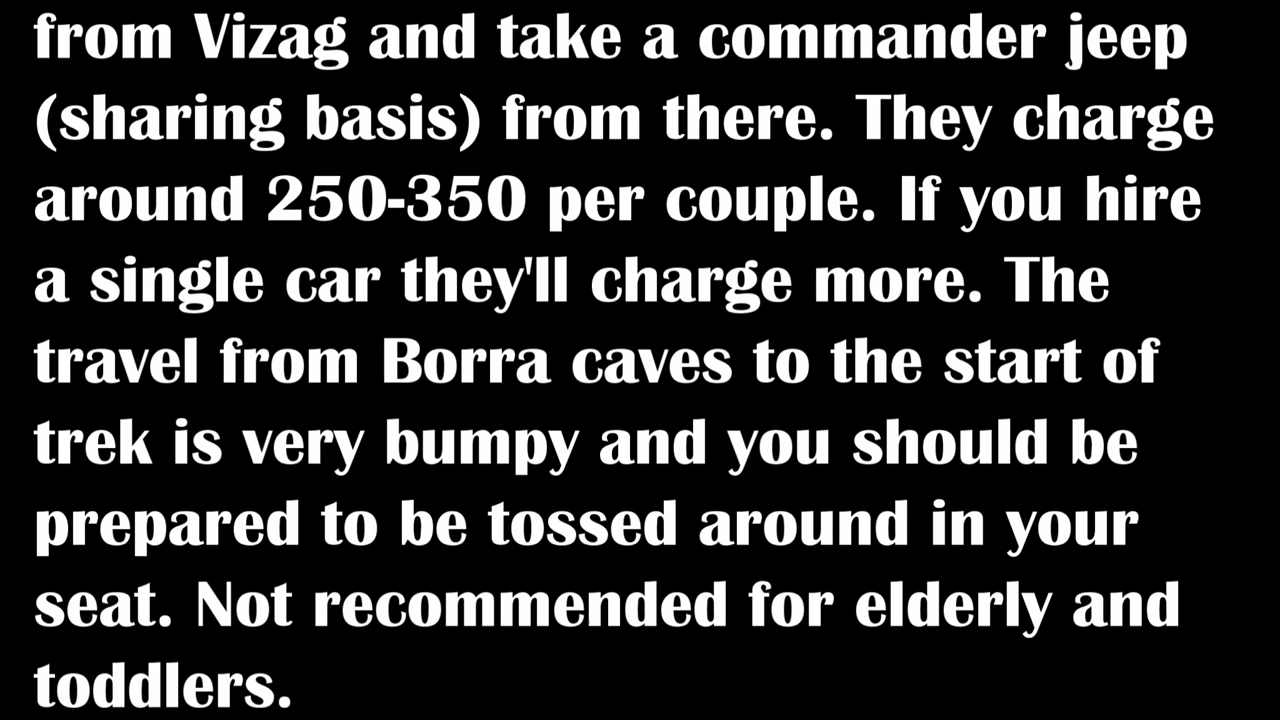 from Vizag and take a commander jeep
(sharing basis) from there. They charge
around 250-350 per couple. If you hire
a single car they'll charge more. The
travel from Borra caves to the start of
trek is very bumpy and you should be
prepared to be tossed around in your
seat. Not recommended for elderly and
toddlers.